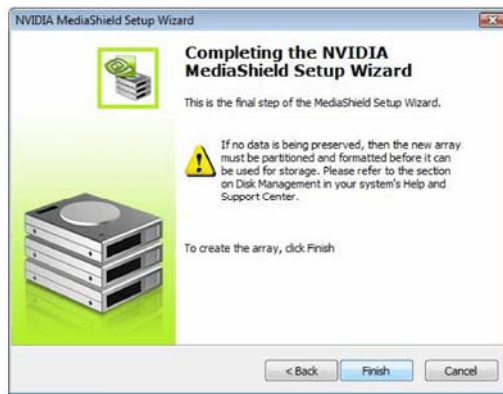 NVIDIA MediaShield Setup Wizard
Completing the NVIDIA
MediaShield Setup Wizard
This is the final step of the MediaShield Setup Wizard.
If no data is being preserved, then the new array
must be partitioned and formatted before it can
be used for storage. Please refer to the section
on Disk Management in your system's Help and
Support Center.
To create the array, click Finish
< Back Finish Cancel